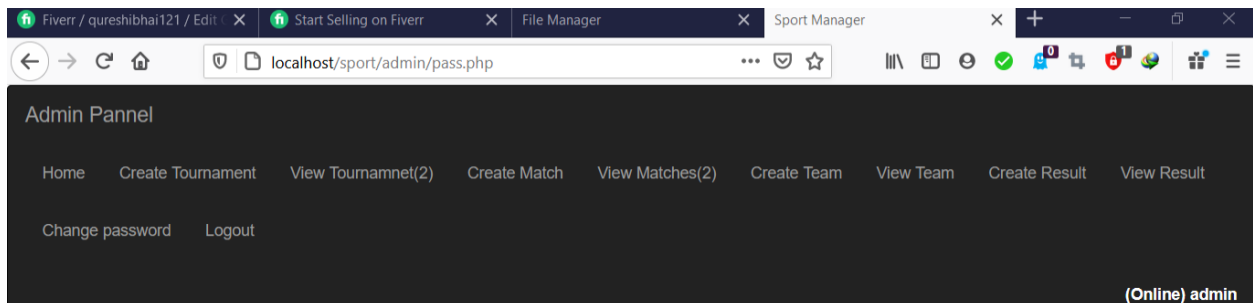 Fiverr / qureshibhai121 / Edit
Start Selling on Fiverr
File Manager
Sport Manager
localhost/sport/admin/pass.php
0
1
Admin Pannel
Home Create Tournament View Tournamnet(2) Create Match View Matches(2) Create Team View Team Create Result View Result
Change password Logout
(Online) admin